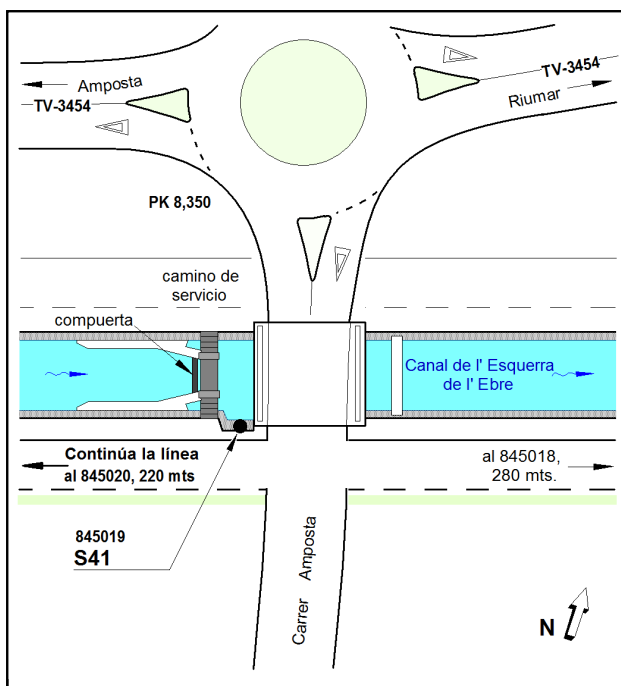 Amposta
TV-3454
TV-3454
Riumar
PK 8,350
camino de
servicio
compuerta
Canal de l' Esquerra
de l' Ebre
Continúa la línea
al 845020, 220 mts
al 845018,
280 mts.
845019
S41
Carrer Amposta
N